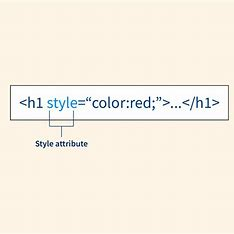 <h1 style=“color:red;”>...</h1>
Style attribute